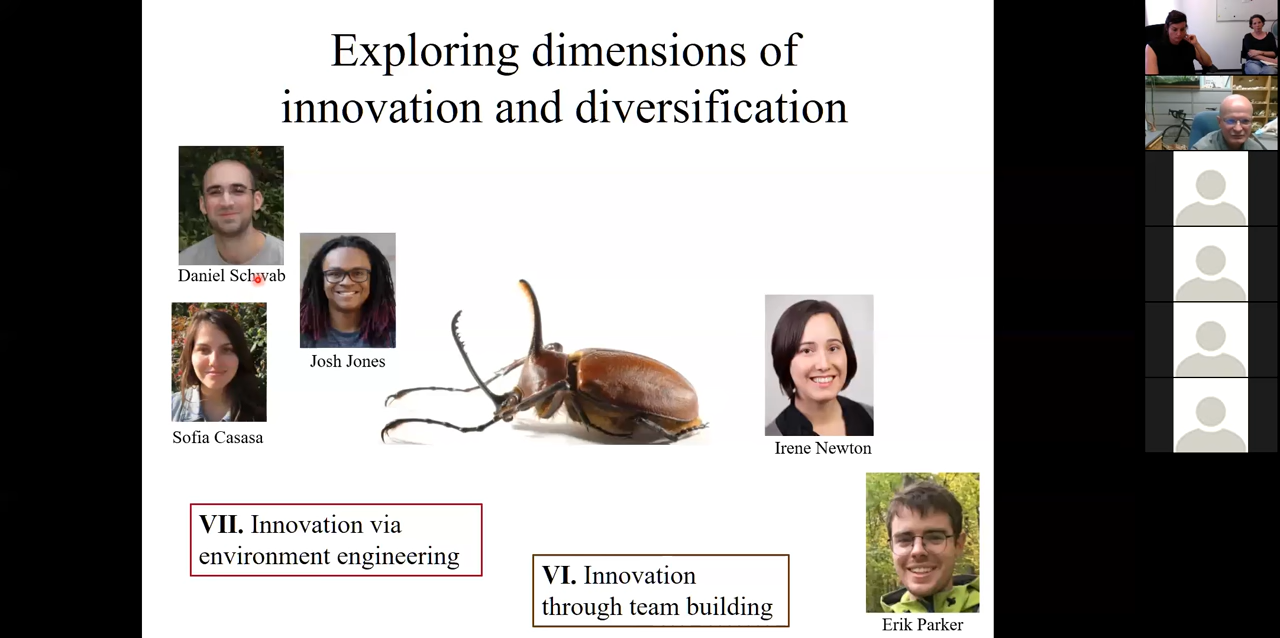 Exploring dimensions of
innovation and diversification
Daniel Schwab
Josh Jones
Sofia Casasa
Irene Newton
VII. Innovation via
environment engineering
VI. Innovation
through team building
Erik Parker